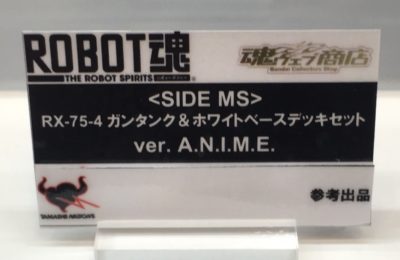 ROBOT魂
THE ROBOT SPIRITS
魂ウェブ商店
<SIDE MS>
RX-75-4 ガンタンク＆ホワイトベースデッキセット
ver. A.N.I.M.E.
TAMASHII NATIONS
参考出品